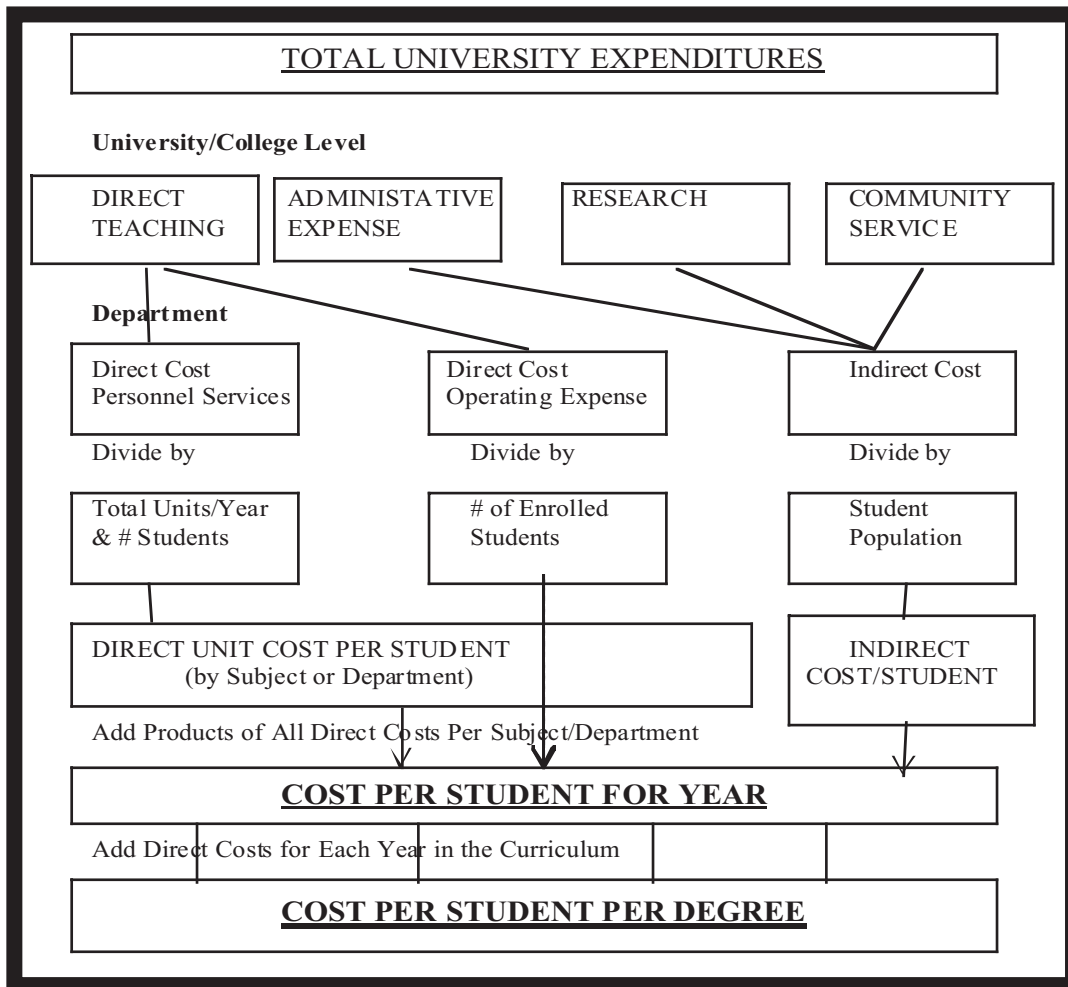 TOTAL UNIVERSITY EXPENDITURES
University/College Level
DIRECT
TEACHING
ADMINISTATIVE
EXPENSE
RESEARCH
COMMUNITY
SERVICE
Department
Direct Cost
Personnel Services
Direct Cost
Operating Expense
Indirect Cost
Divide by
Divide by
Divide by
Total Units/Year
& # Students
# of Enrolled
Students
Student
Population
DIRECT UNIT COST PER STUDENT
(by Subject or Department)
INDIRECT
COST/STUDENT
Add Products of All Direct Costs Per Subject/Department
COST PER STUDENT FOR YEAR
Add Direct Costs for Each Year in the Curriculum
COST PER STUDENT PER DEGREE